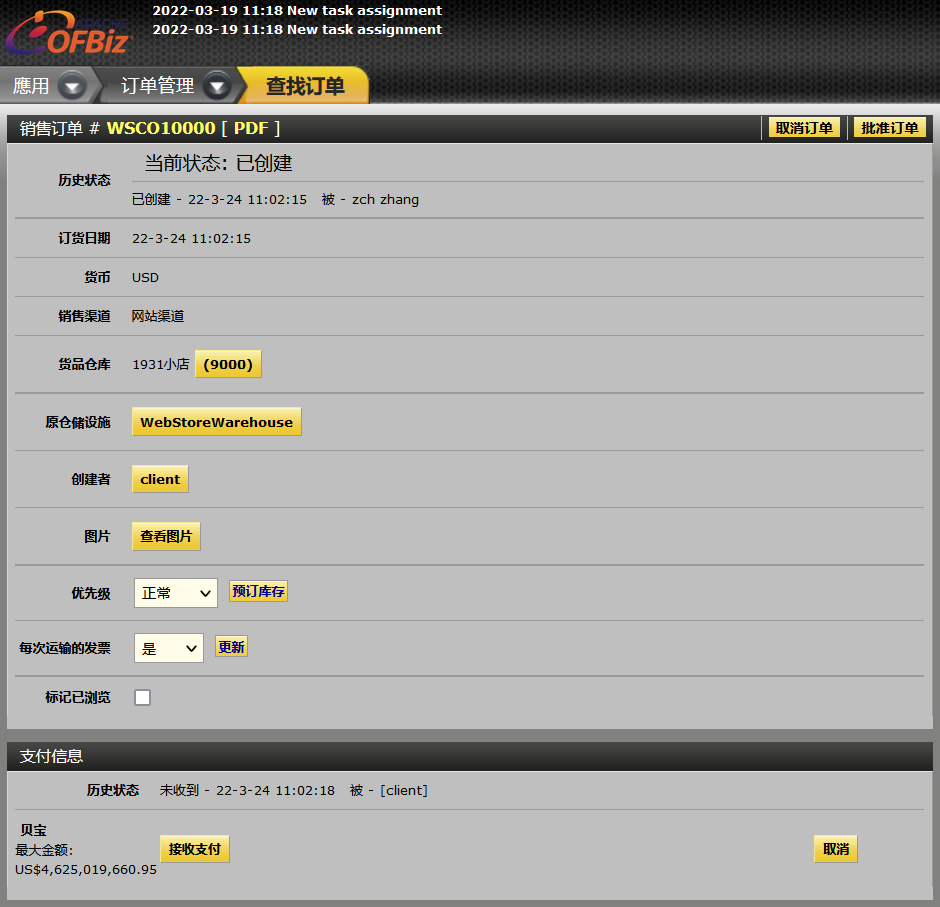 2022-03-19 11:18 New task assignment
2022-03-19 11:18 New task assignment
APACHE
OFBiz
應用
订单管理
查找订单
销售订单 # WSCO10000 [ PDF ]
取消订单
批准订单
历史状态
当前状态: 已创建
已创建 - 22-3-24 11:02:15 被 - zch zhang
订货日期 22-3-24 11:02:15
货币 USD
销售渠道 网站渠道
货品仓库 1931小店 (9000)
原仓储设施 WebStoreWarehouse
创建者 client
图片 查看图片
优先级 正常 预订库存
每次运输的发票 是 更新
标记已浏览
支付信息
历史状态 未收到 - 22-3-24 11:02:18 被 - [client]
贝宝
最大金额:
US$4,625,019,660.95
接收支付
取消